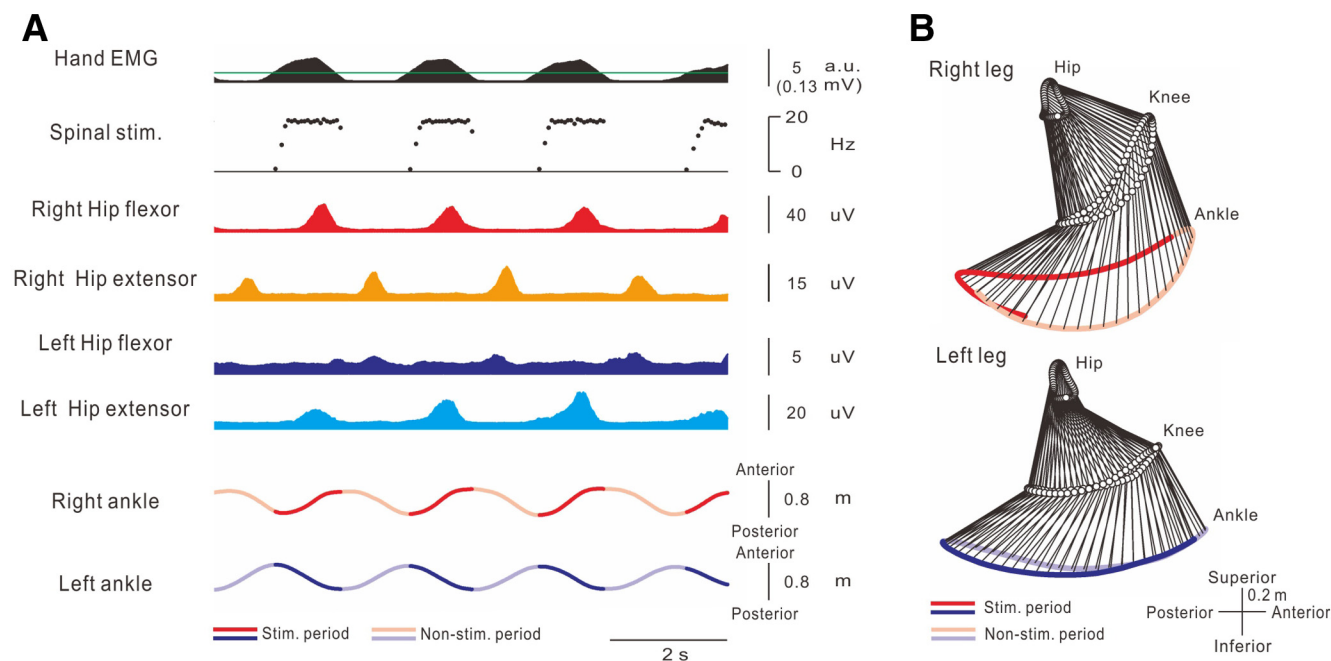 A
Hand EMG
5 a.u.
(0.13 mV)
Spinal stim.
20
Hz
0
Right Hip flexor
40 uV
Right Hip extensor
15 uV
Left Hip flexor
5 uV
Left Hip extensor
20 uV
Right ankle
Anterior
0.8 m
Posterior
Left ankle
Anterior
0.8 m
Posterior
Stim. period
Non-stim. period
2 s
B
Right leg
Hip
Knee
Ankle
Left leg
Hip
Knee
Ankle
Stim. period
Non-stim. period
Superior
0.2 m
Posterior
Anterior
Inferior